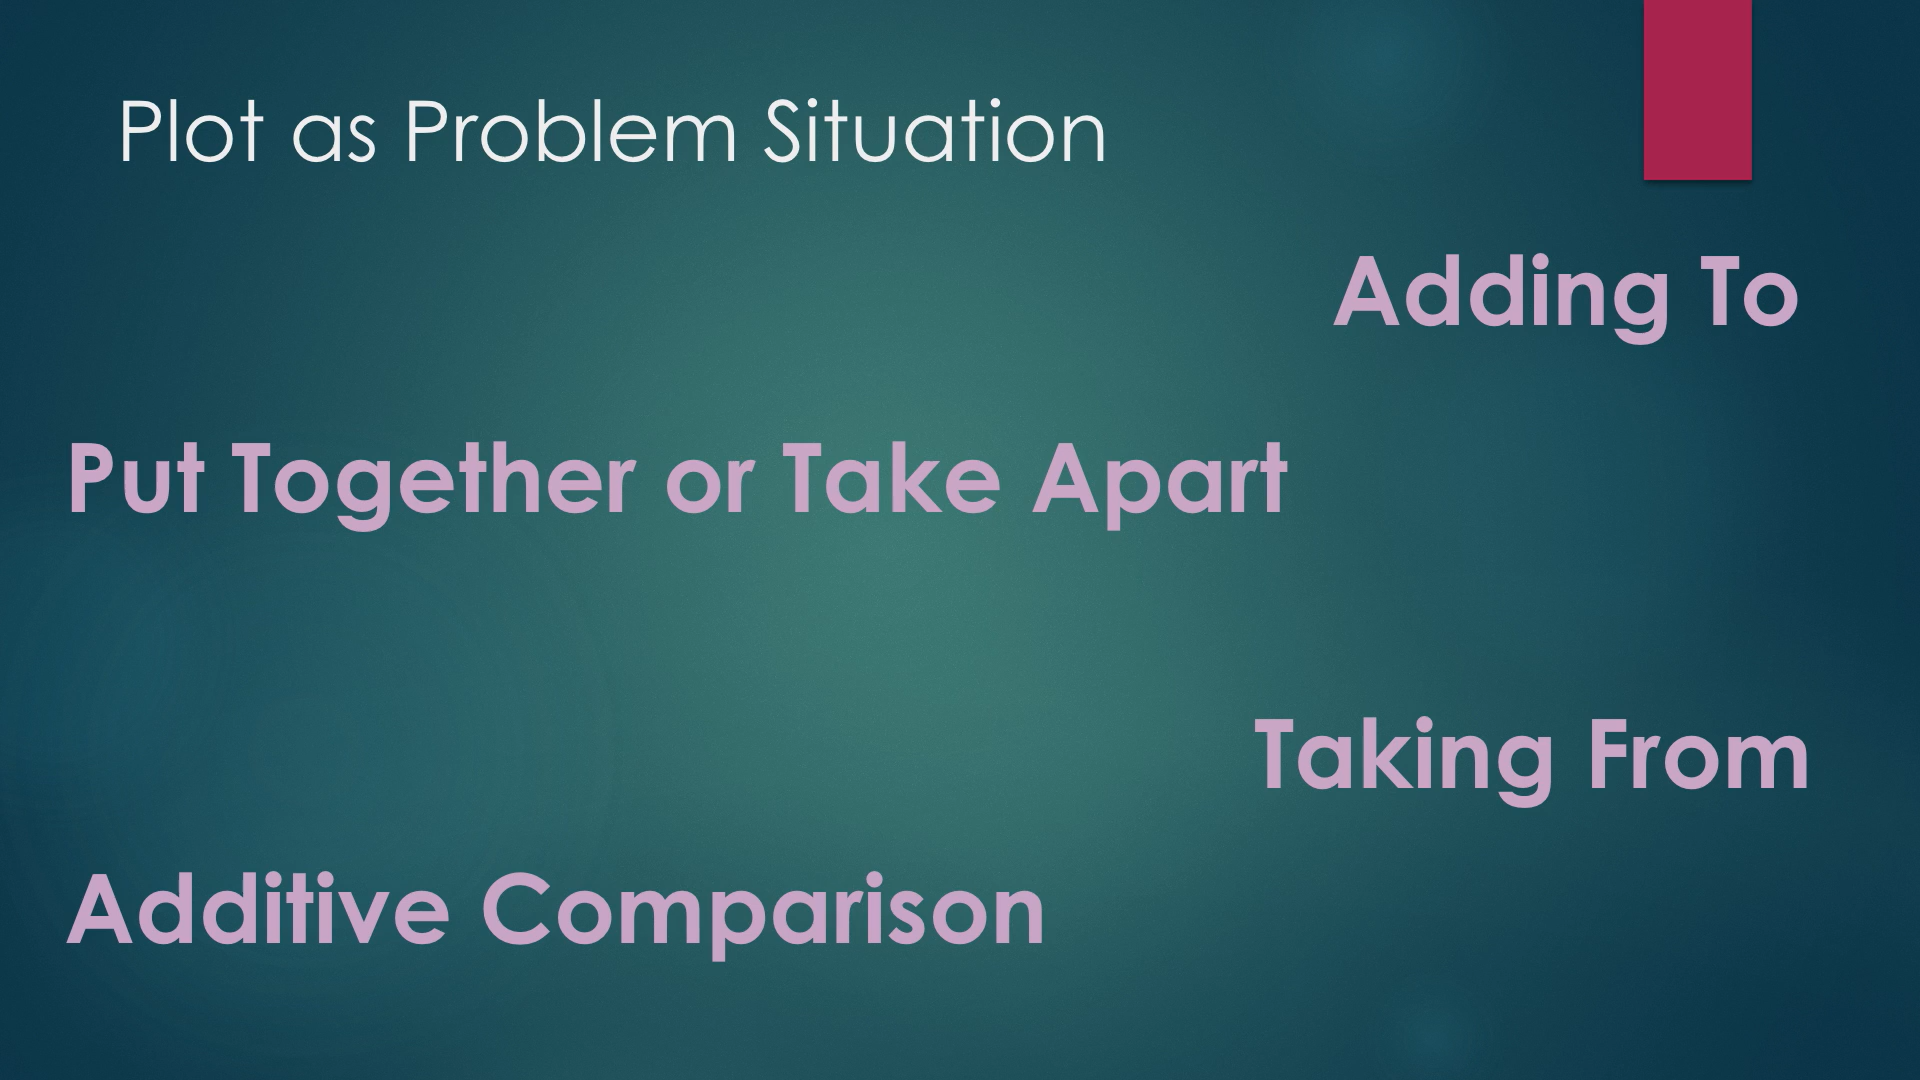 Plot as Problem Situation
Adding To
Put Together or Take Apart
Taking From
Additive Comparison